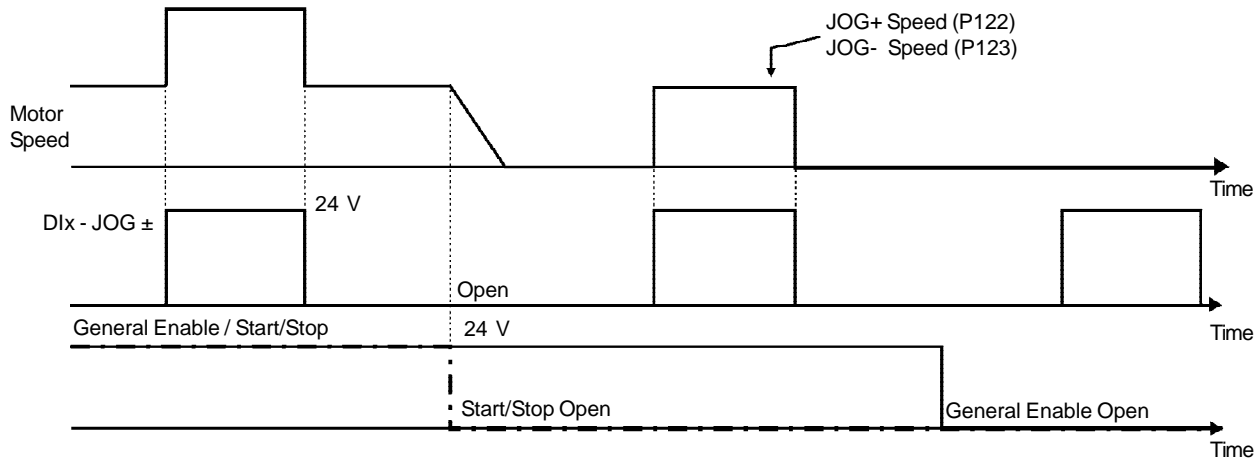 JOG+ Speed (P122)
JOG- Speed (P123)
Motor
Speed
Time
24 V
DIx - JOG ±
Open
Time
General Enable / Start/Stop
24 V
Start/Stop Open
General Enable Open
Time